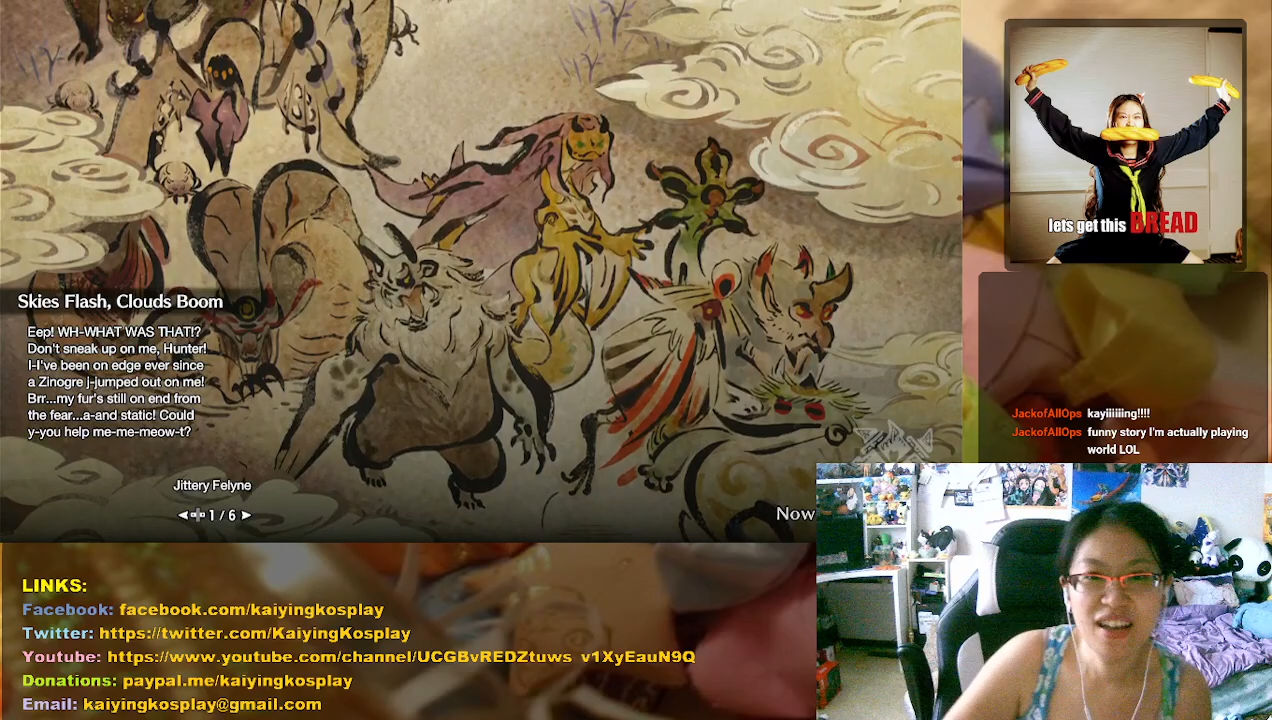 lets get this BREAD
Skies Flash, Clouds Boom
Eep! WH-WHAT WAS THAT!?
Don't sneak up on me, Hunter!
I-I've been on edge ever since
a Zinogre j-jumped out on me!
Brr...my fur's still on end from
the fear...a-and static! Could
y-you help me-me-meow-t?
Jittery Felyne
1 / 6
Now
JackofAllOps kayiiiiiing!!!!
JackofAllOps funny story I'm actually playing
world LOL
LINKS:
Facebook: facebook.com/kaiyingkosplay
Twitter: https://twitter.com/KaiyingKosplay
Youtube: https://www.youtube.com/channel/UCGBvREDZtuws_v1XyEauN9Q
Donations: paypal.me/kaiyingkosplay
Email: kaiyingkosplay@gmail.com